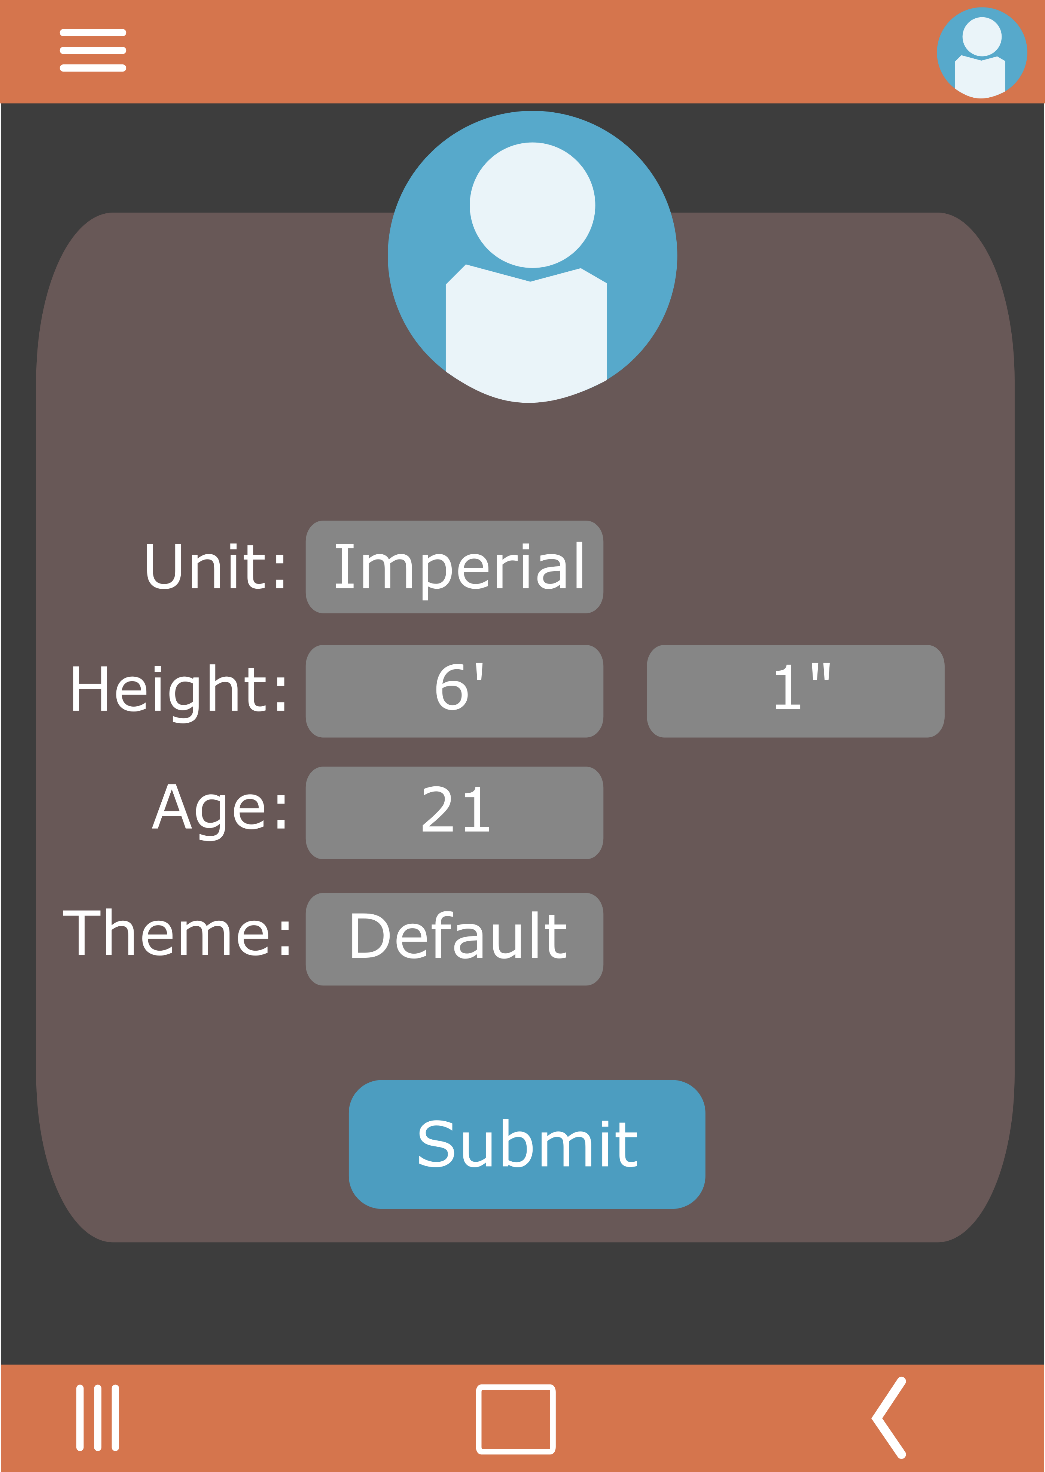 Unit: Imperial
Height: 6' 1"
Age: 21
Theme: Default
Submit